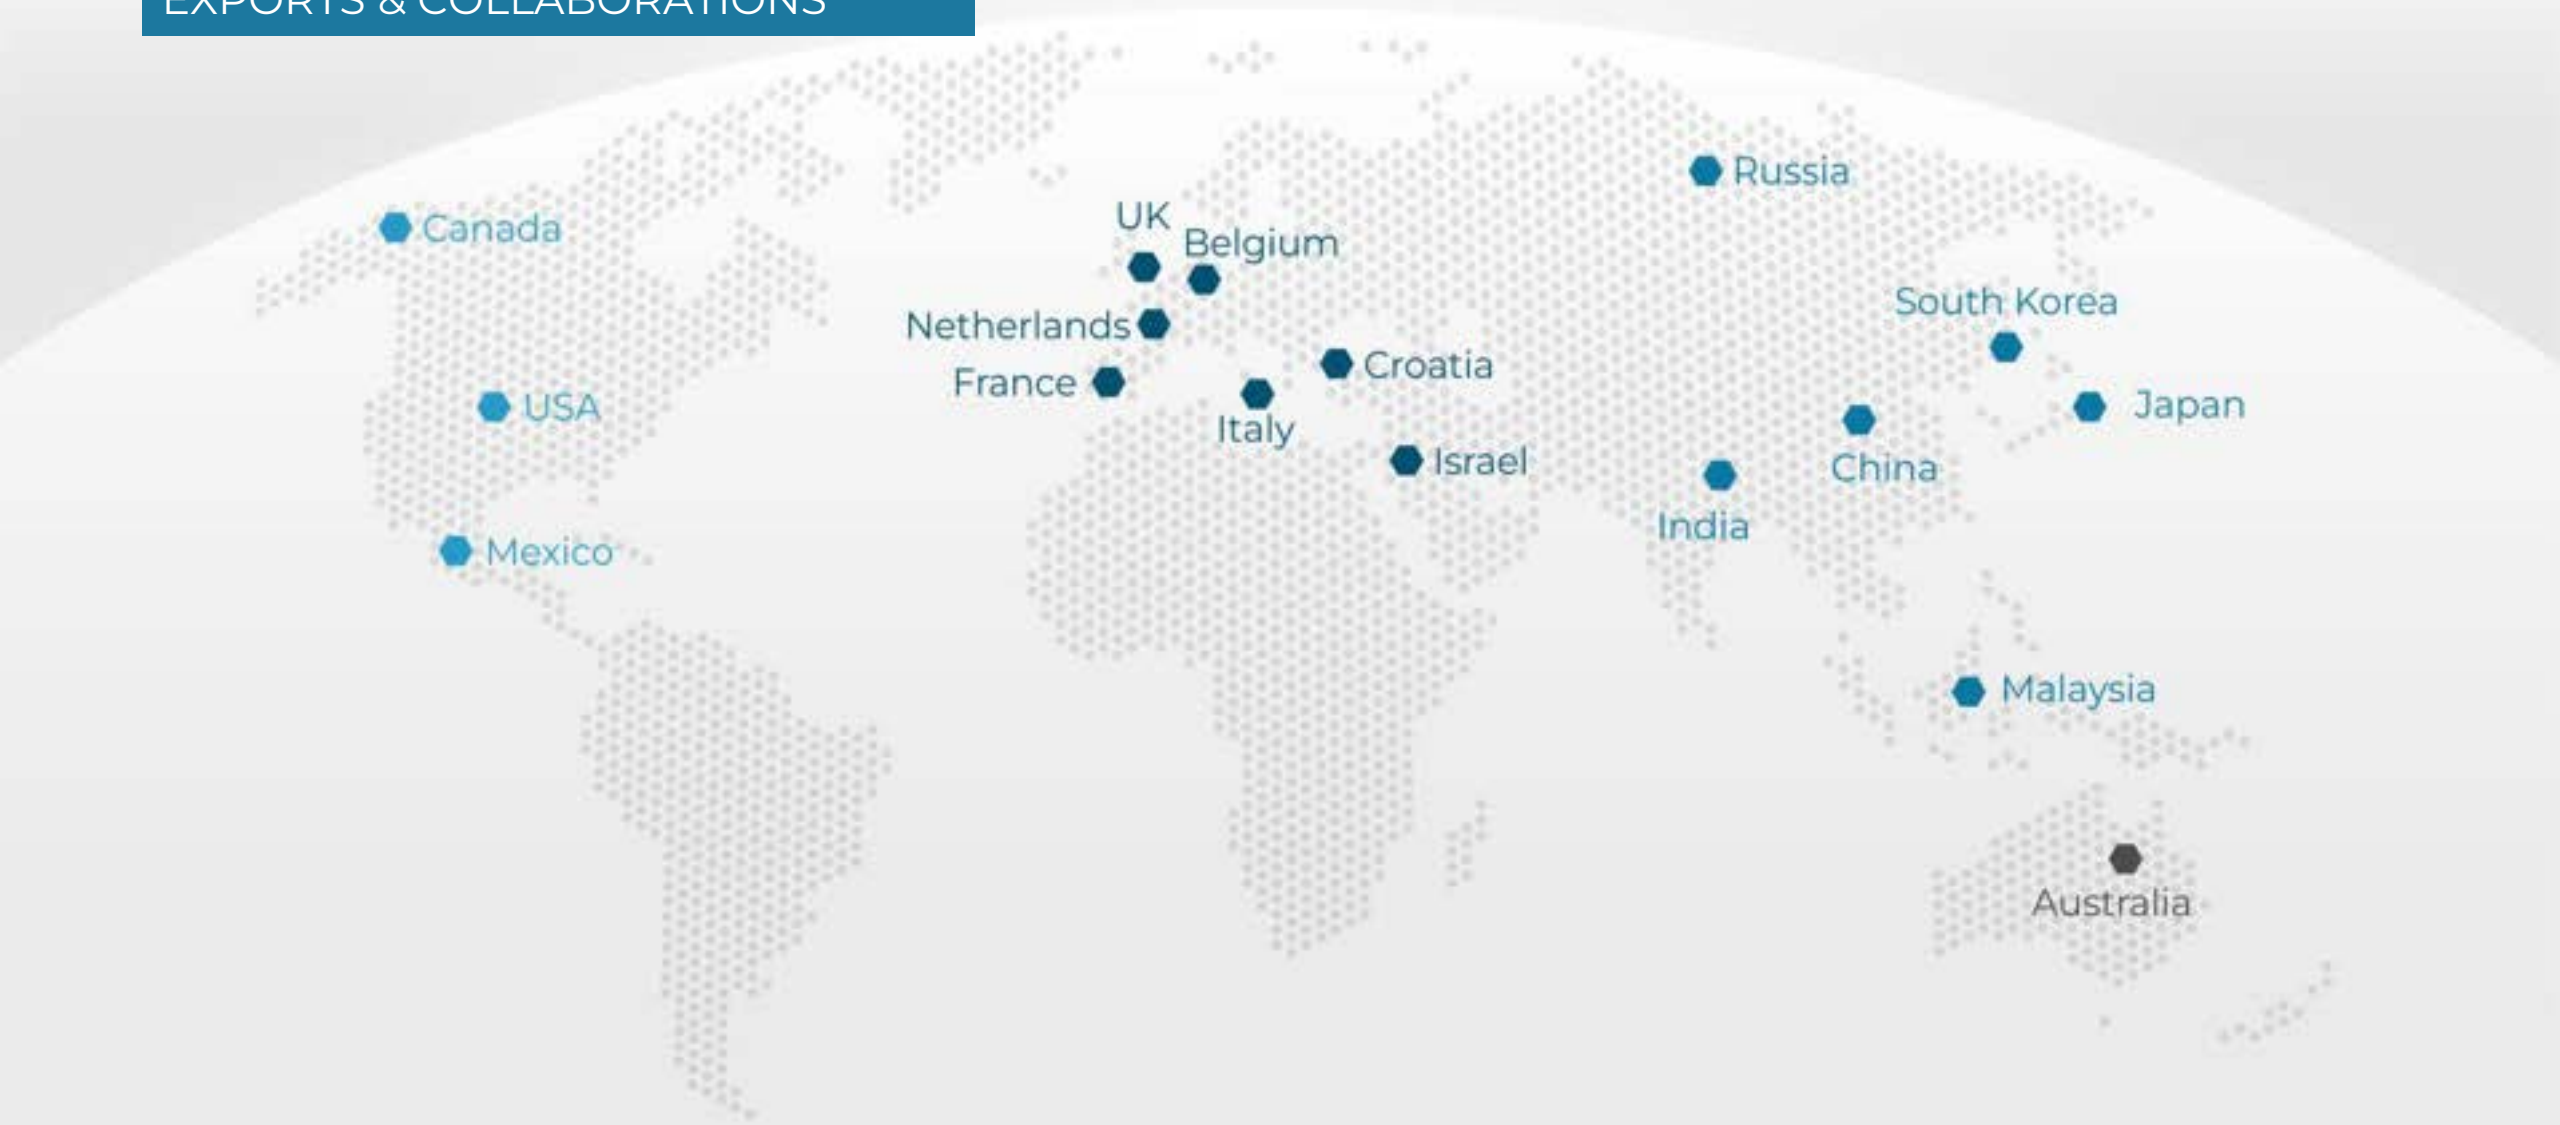 EXPORTS & COLLABORATIONS
Russia
UK
Canada
Belgium
South Korea
Netherlands
Croatia
France
USA
Japan
Italy
Israel
China
India
Mexico
Malaysia
Australia